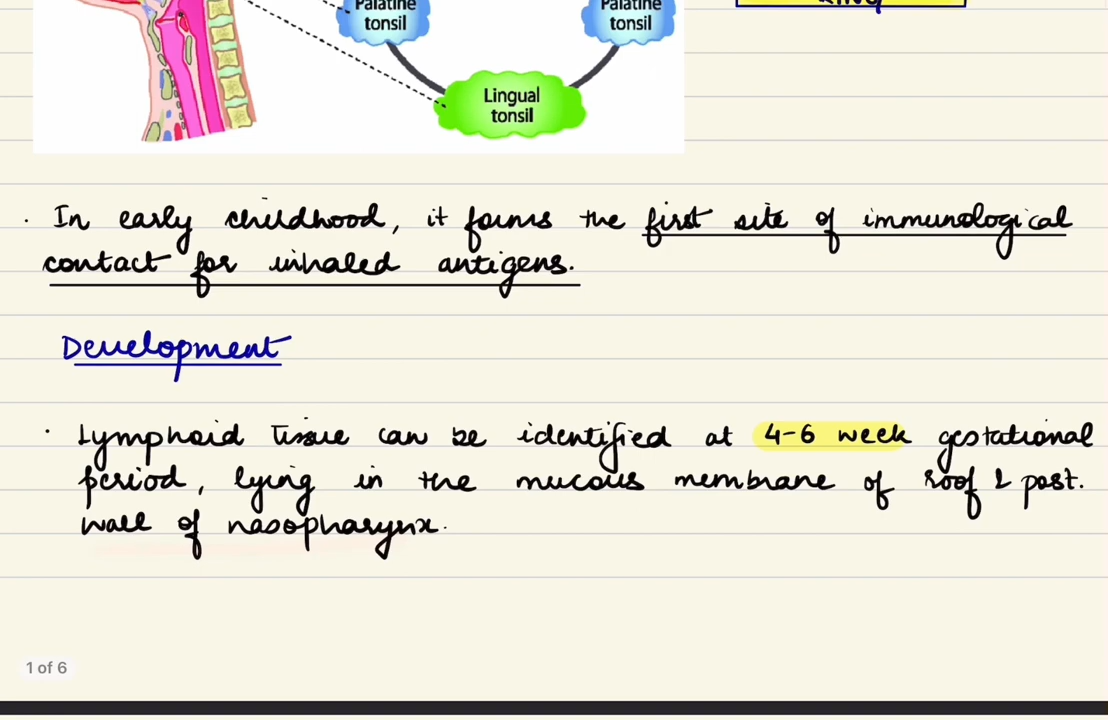 Palatine
tonsil
Palatine
tonsil
RING
Lingual
tonsil
· In early childhood, it forms the first site of immunological
contact for inhaled antigens.
Development
· Lymphoid tissue can be identified at 4-6 week gestational
period, lying in the mucous membrane of roof & post.
wall of nasopharynx.
1 of 6